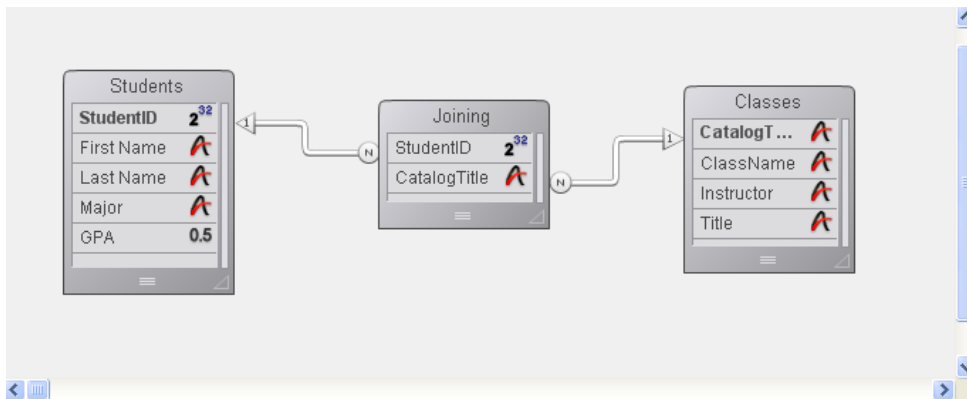 Students
StudentID 2^32
First Name
Last Name
Major
GPA 0.5
1
N
Joining
StudentID 2^32
CatalogTitle
N
1
Classes
CatalogT...
ClassName
Instructor
Title